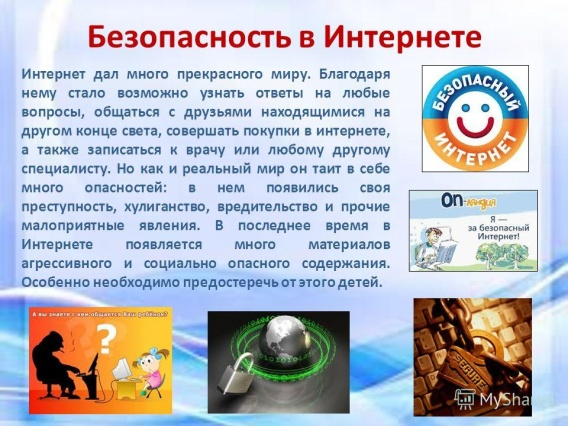 Безопасность в Интернете
Интернет дал много прекрасного миру. Благодаря
нему стало возможно узнать ответы на любые
вопросы, общаться с друзьями находящимися на
другом конце света, совершать покупки в интернете,
а также записаться к врачу или любому другому
специалисту. Но как и реальный мир он таит в себе
много опасностей: в нем появились своя
преступность, хулиганство, вредительство и прочие
малоприятные явления. В последнее время в
Интернете появляется много материалов
агрессивного и социально опасного содержания.
Особенно необходимо предостеречь от этого детей.
БЕЗОПАСНЫЙ
ИНТЕРНЕТ
Оп-ляндия
Я —
за безопасный
Интернет!
А вы знаете с кем общается Ваш ребёнок?
? ?
SECURE
MyShared